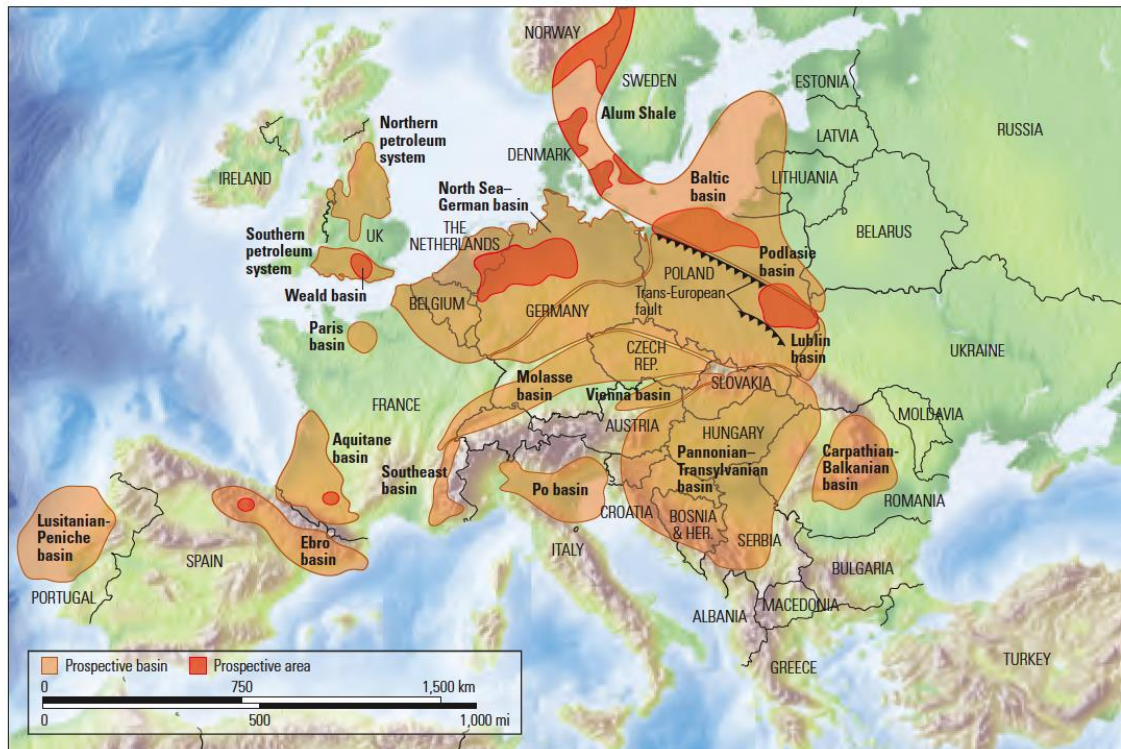 NORWAY
SWEDEN
ESTONIA
RUSSIA
Alum Shale
LATVIA
Northern
petroleum
system
DENMARK
LITHUANIA
IRELAND
North Sea–
German basin
Baltic
basin
BELARUS
THE
NETHERLANDS
UK
Southern
petroleum
system
Podlasie
basin
POLAND
Trans-European
fault
Weald basin
BELGIUM
GERMANY
Paris
basin
Lublin
basin
CZECH
REP.
UKRAINE
Molasse
basin
SLOVAKIA
Vienna basin
FRANCE
MOLDAVIA
AUSTRIA
HUNGARY
Aquitane
basin
Pannonian–
Transylvanian
basin
Carpathian-
Balkanian
basin
Southeast
basin
Po basin
ROMANIA
CROATIA
Lusitanian-
Peniche
basin
BOSNIA
& HER.
SERBIA
Ebro
basin
ITALY
SPAIN
BULGARIA
PORTUGAL
ALBANIA
MACEDONIA
GREECE
TURKEY
Prospective basin Prospective area
0 750 1,500 km
0 500 1,000 mi